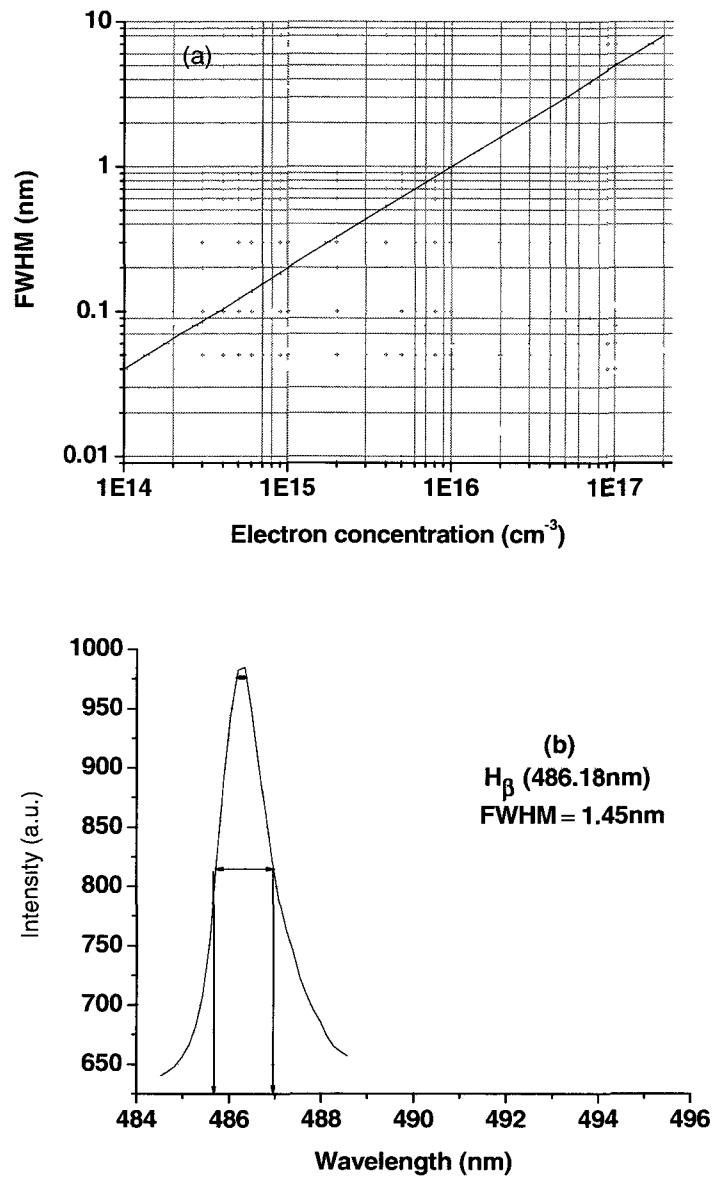 10
(a)
1
FWHM (nm)
0.1
0.01
1E14 1E15 1E16 1E17
Electron concentration (cm-3)
1000
950
(b)
900
Hβ (486.18nm)
FWHM = 1.45nm
850
Intensity (a.u.)
800
750
700
650
484 486 488 490 492 494 496
Wavelength (nm)